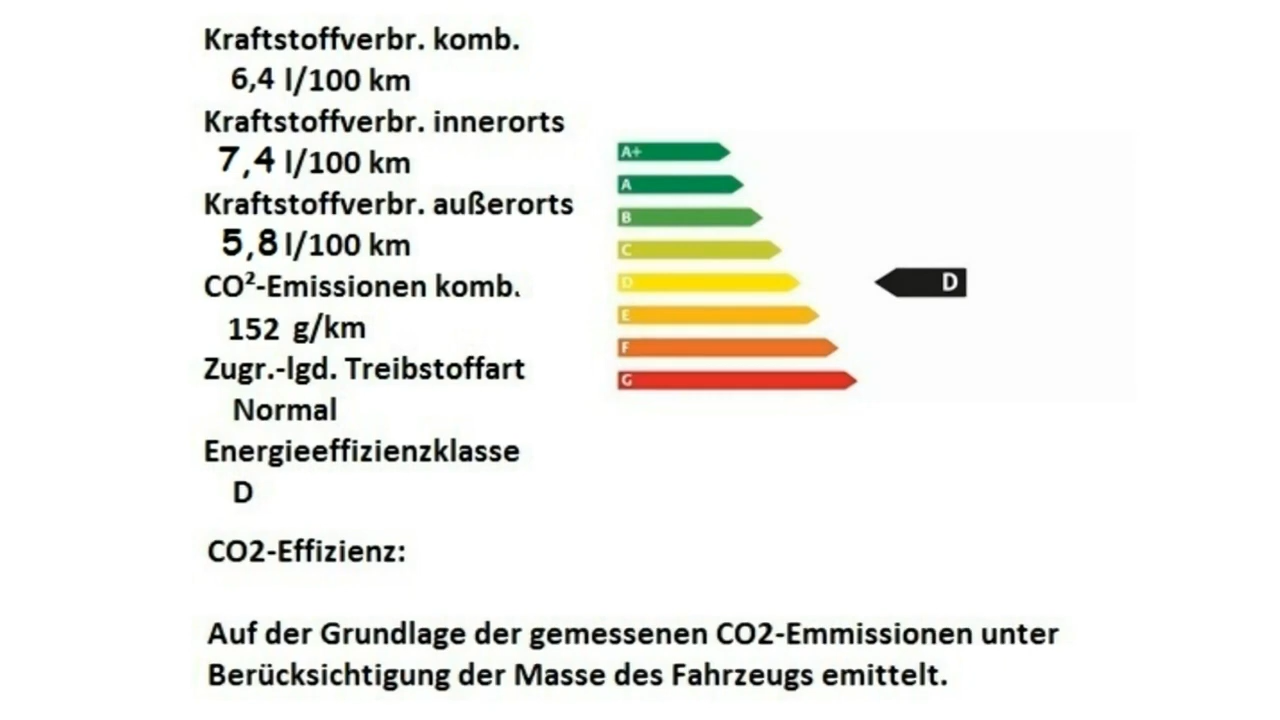 Kraftstoffverbr. komb.
6,4 l/100 km
Kraftstoffverbr. innerorts
7,4 l/100 km
Kraftstoffverbr. außerorts
5,8 l/100 km
CO²-Emissionen komb.
152 g/km
Zugr.-lgd. Treibstoffart
Normal
Energieeffizienzklasse
D
A+
A
B
C
D
D
E
F
G
CO2-Effizienz:
Auf der Grundlage der gemessenen CO2-Emmissionen unter
Berücksichtigung der Masse des Fahrzeugs emittelt.